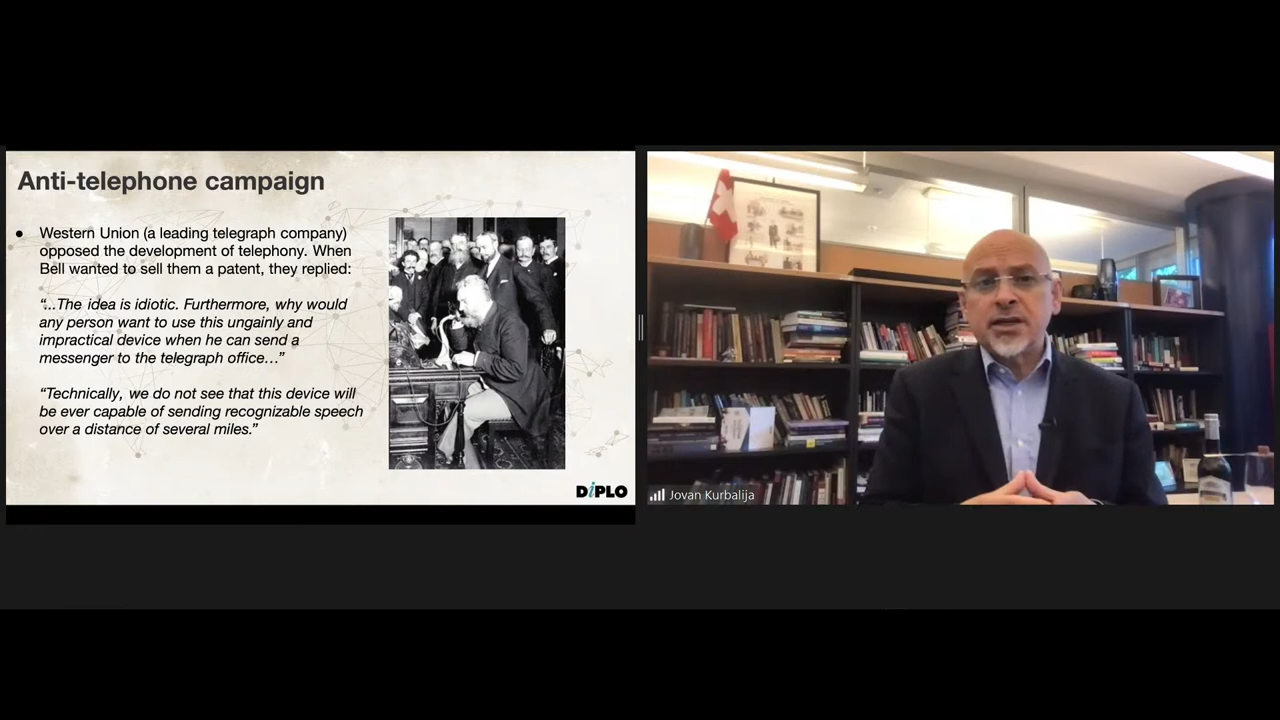 Anti-telephone campaign
● Western Union (a leading telegraph company)
opposed the development of telephony. When
Bell wanted to sell them a patent, they replied:
“...The idea is idiotic. Furthermore, why would
any person want to use this ungainly and
impractical device when he can send a
messenger to the telegraph office…”
“Technically, we do not see that this device will
be ever capable of sending recognizable speech
over a distance of several miles.”
DiPLO
Jovan Kurbalija